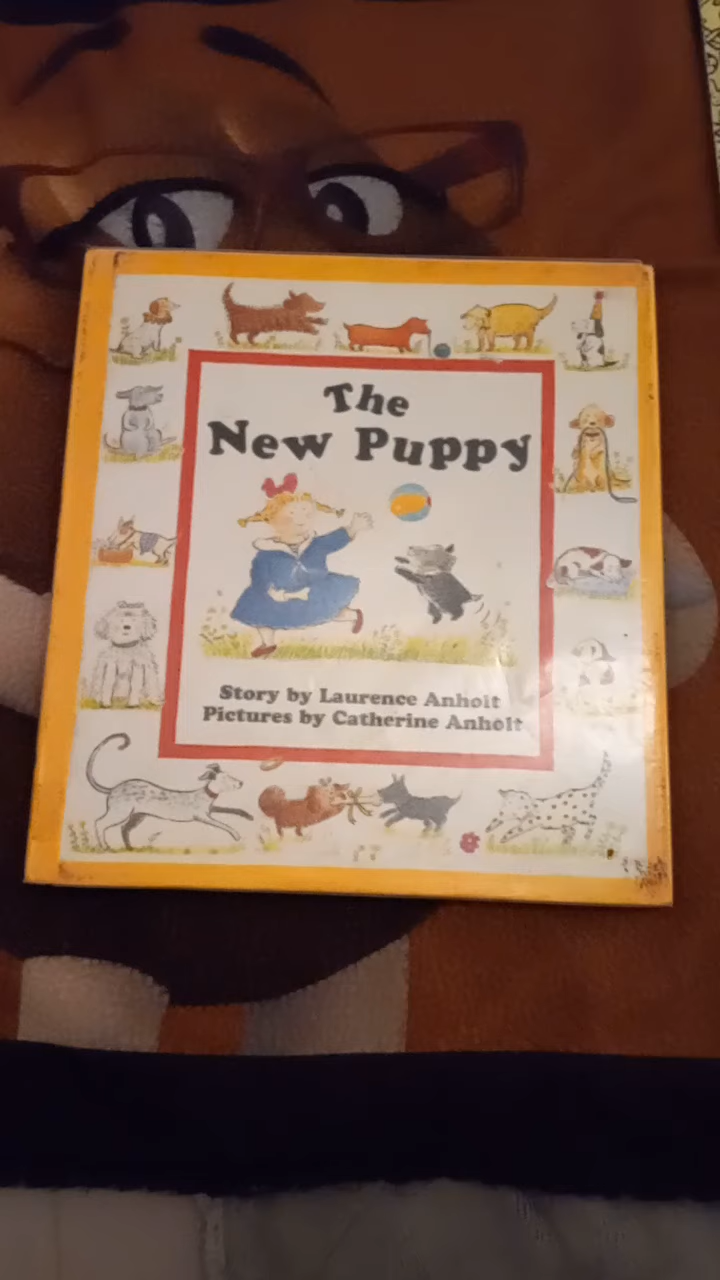 The
New Puppy
Story by Laurence Anholt
Pictures by Catherine Anholt